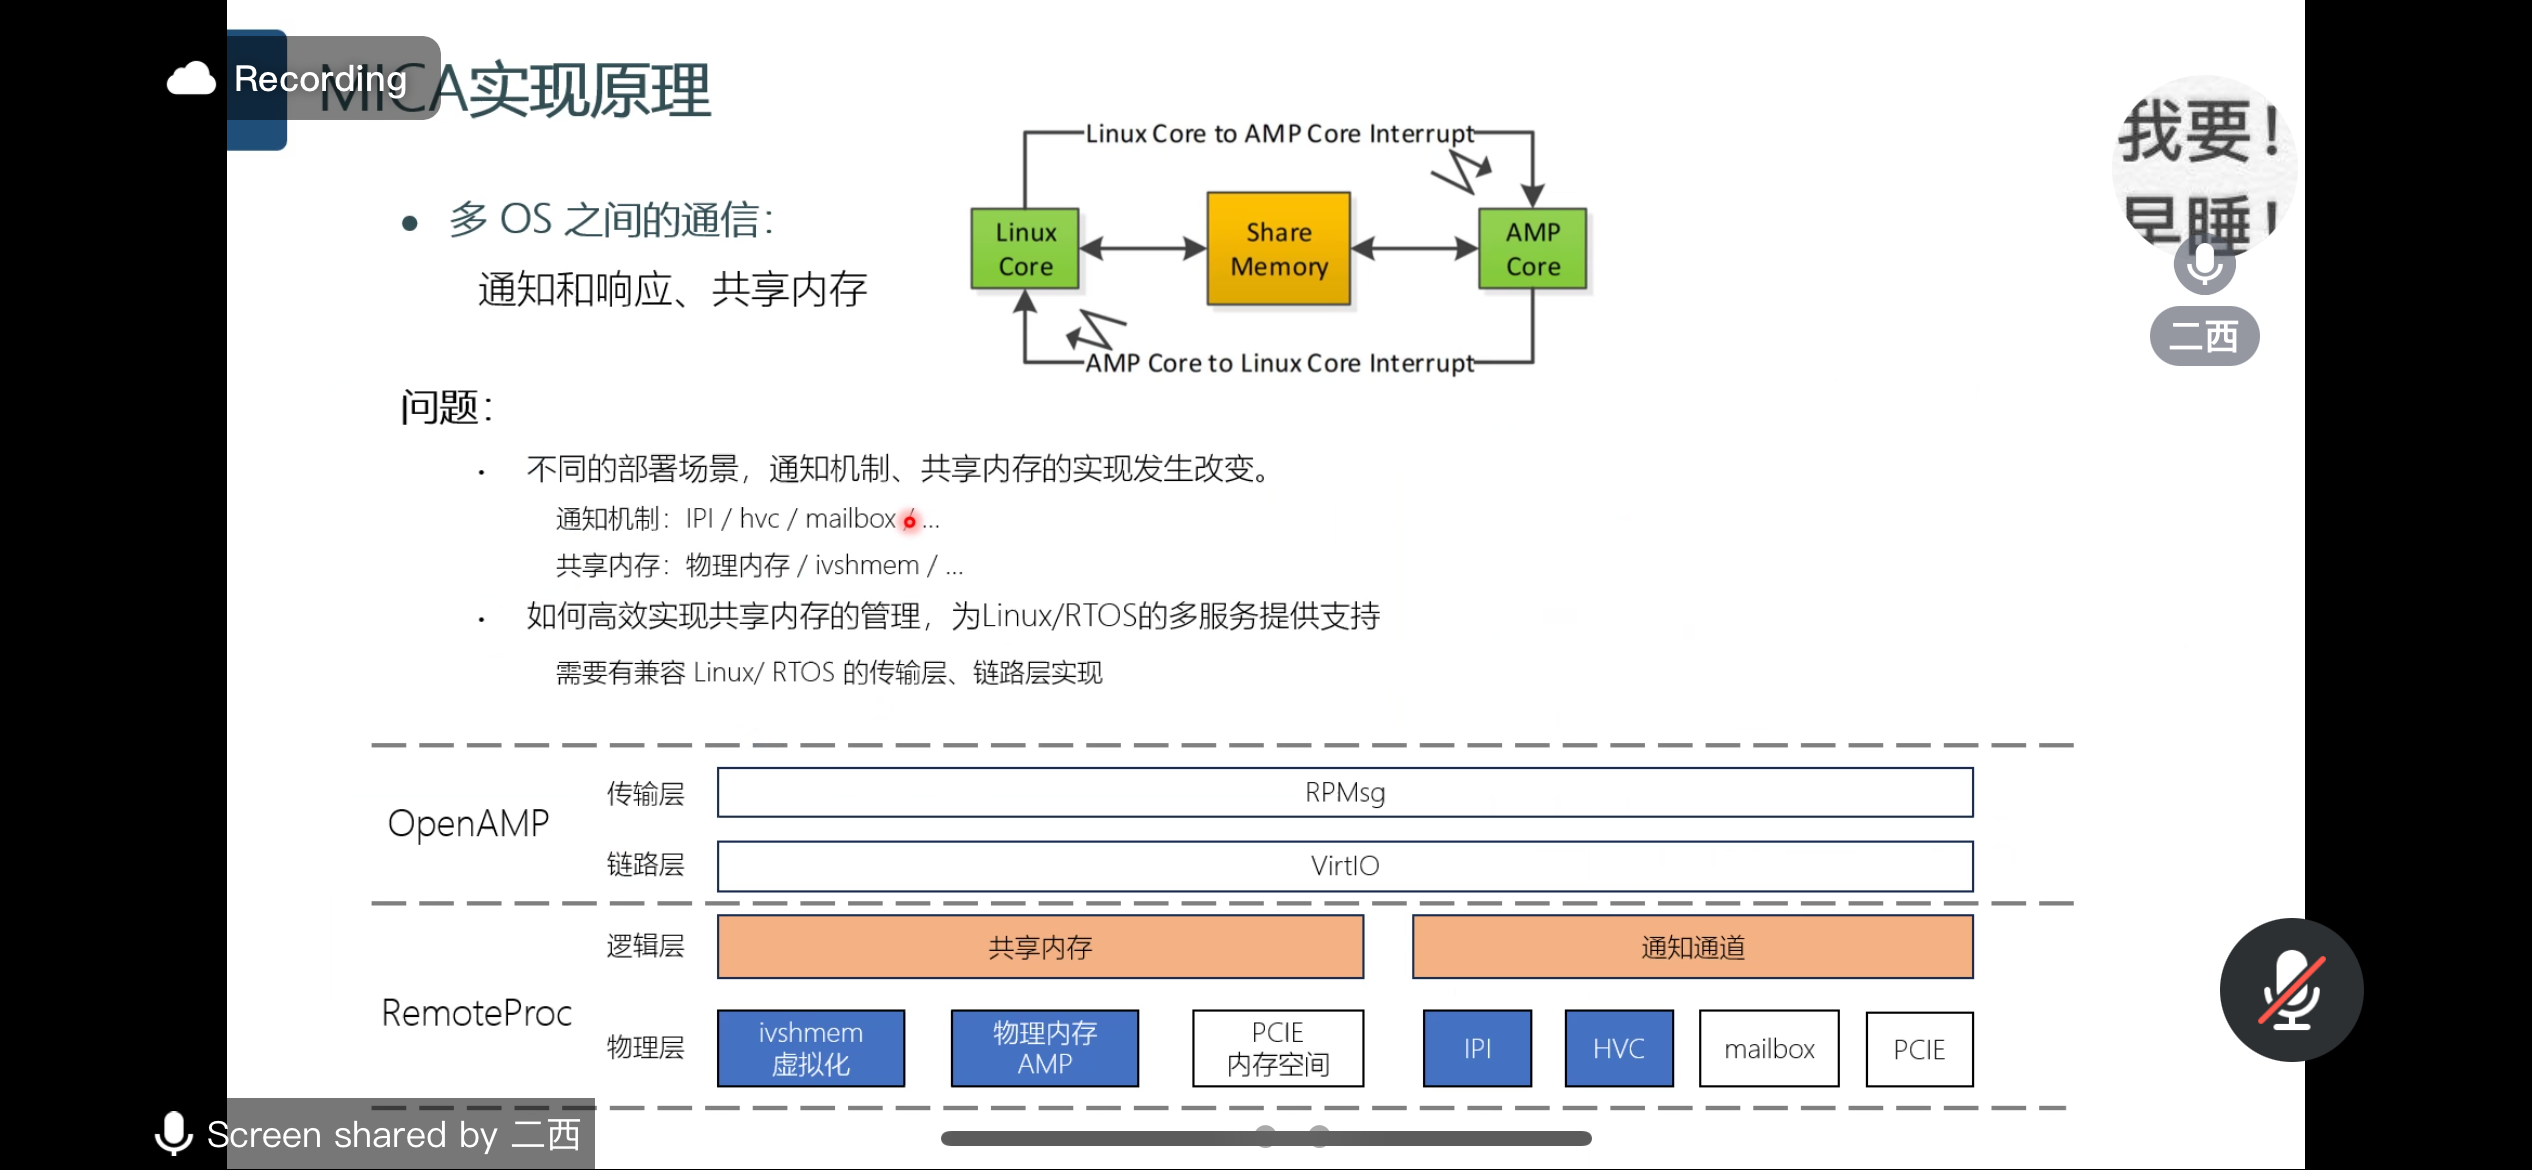 Recording
MICA实现原理
我要！
早睡！
二西
• 多 OS 之间的通信：
通知和响应、共享内存
Linux Core to AMP Core Interrupt
Linux Core
Share Memory
AMP Core
AMP Core to Linux Core Interrupt
问题：
· 不同的部署场景，通知机制、共享内存的实现发生改变。
通知机制：IPI / hvc / mailbox / ...
共享内存：物理内存 / ivshmem / ...
· 如何高效实现共享内存的管理，为Linux/RTOS的多服务提供支持
需要有兼容 Linux/ RTOS 的传输层、链路层实现
OpenAMP
传输层
RPMsg
链路层
VirtIO
RemoteProc
逻辑层
共享内存
通知通道
物理层
ivshmem
虚拟化
物理内存
AMP
PCIE
内存空间
IPI
HVC
mailbox
PCIE
Screen shared by 二西